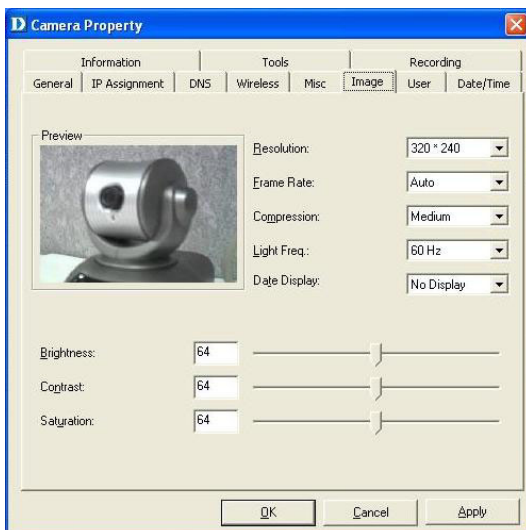 D Camera Property
Information Tools Recording
General IP Assignment DNS Wireless Misc Image User Date/Time
Preview
Resolution: 320 * 240
Frame Rate: Auto
Compression: Medium
Light Freq.: 60 Hz
Date Display: No Display
Brightness: 64
Contrast: 64
Saturation: 64
OK Cancel Apply